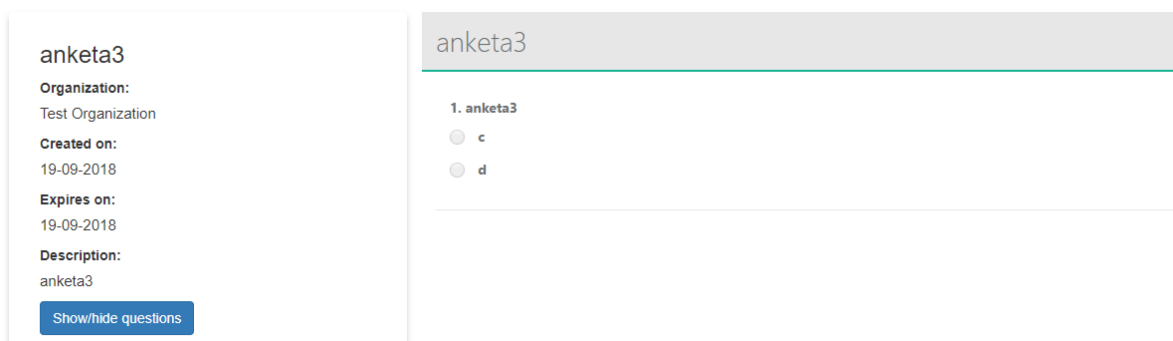 anketa3
Organization:
Test Organization
Created on:
19-09-2018
Expires on:
19-09-2018
Description:
anketa3
Show/hide questions
anketa3
1. anketa3
c
d